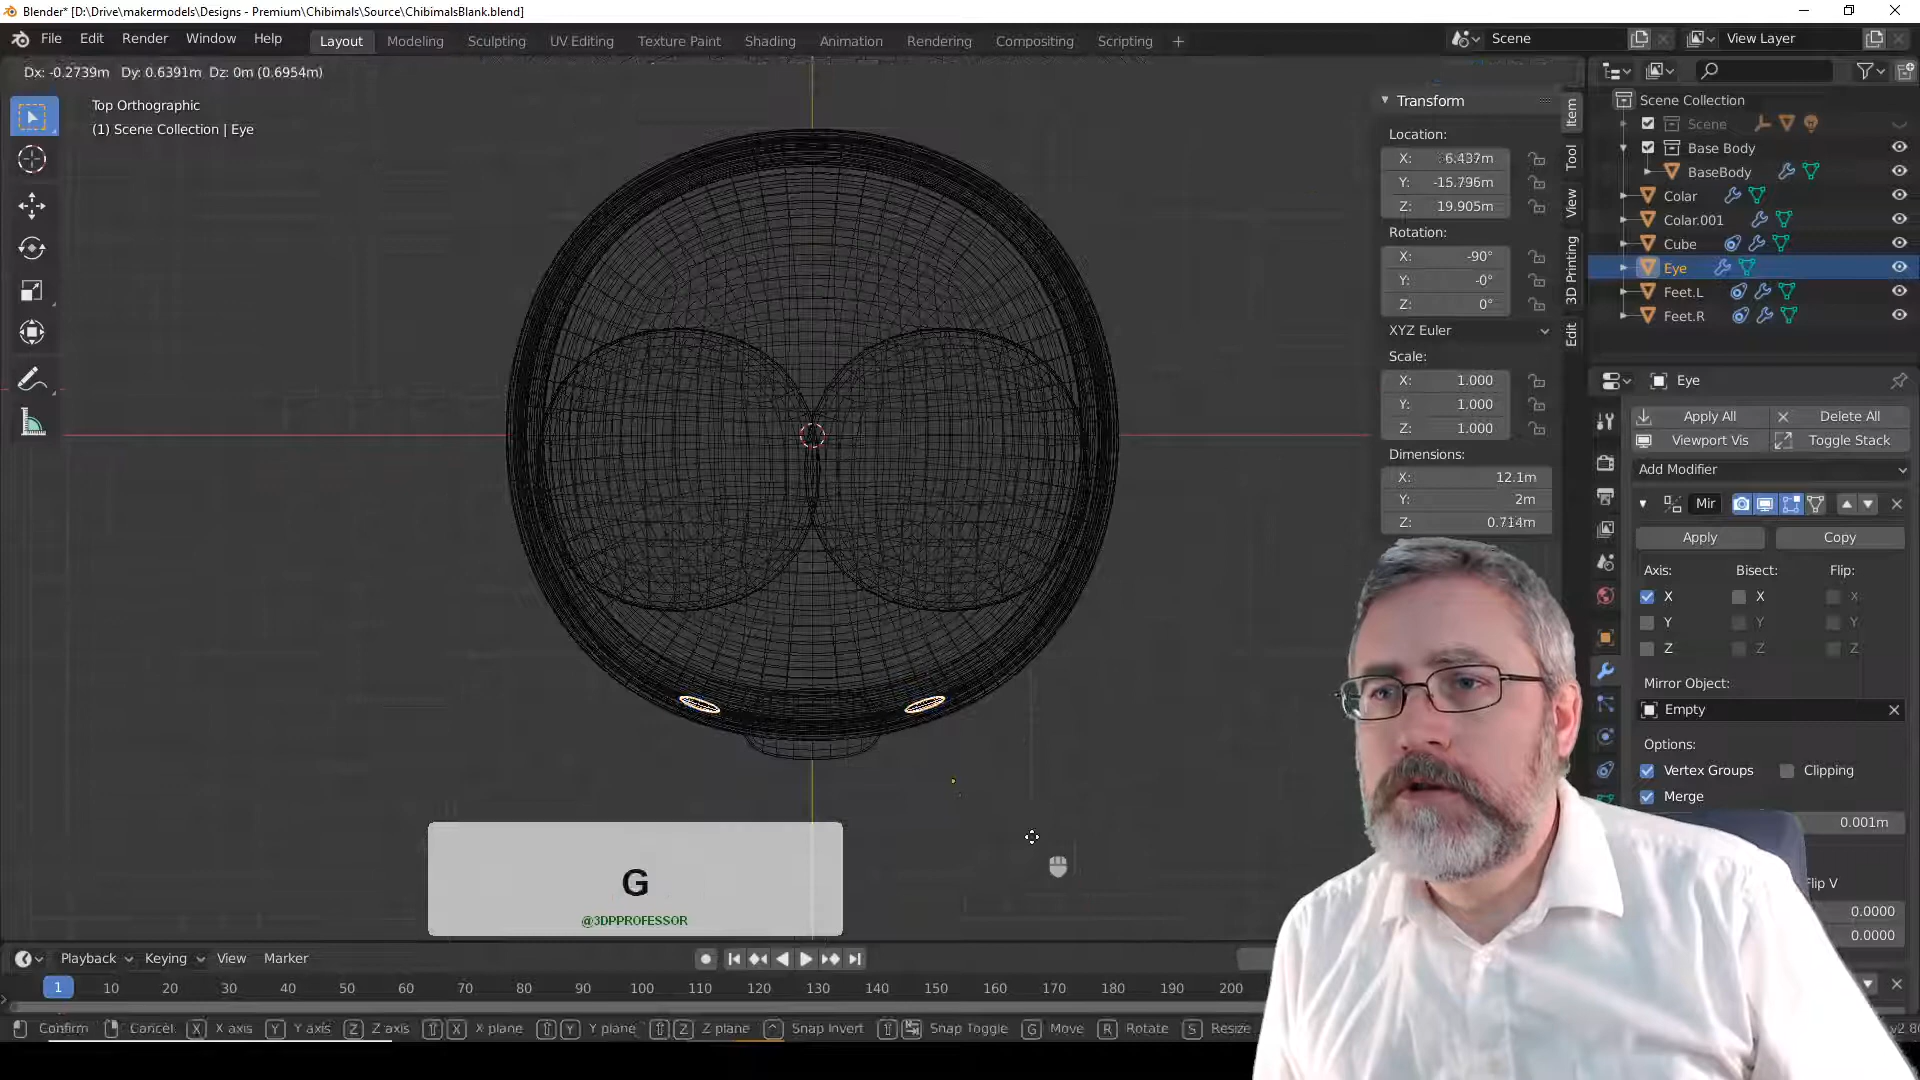 Blender* [D:\Drive\makermodels\Designs - Premium\Chibimals\Source\ChibimalsBlank.blend]
File Edit Render Window Help Layout Modeling Sculpting UV Editing Texture Paint Shading Animation Rendering Compositing Scripting + Scene View Layer
Dx: -0.2739m Dy: 0.6391m Dz: 0m (0.6954m)
Top Orthographic
(1) Scene Collection | Eye
Transform
Location:
X: 6.437m
Y: -15.796m
Z: 19.905m
Rotation:
X: -90°
Y: -0°
Z: 0°
XYZ Euler
Scale:
X: 1.000
Y: 1.000
Z: 1.000
Dimensions:
X: 12.1m
Y: 2m
Z: 0.714m
Item
Tool
View
3D Printing
Edit
Scene Collection
Scene
Base Body
BaseBody
Colar
Colar.001
Cube
Eye
Feet.L
Feet.R
Eye
Apply All Delete All
Viewport Vis Toggle Stack
Add Modifier
Mir
Apply Copy
Axis: Bisect: Flip:
X X X
Y Y Y
Z Z Z
Mirror Object:
Empty
Options:
Vertex Groups Clipping
Merge
0.001m
Flip V
0.0000
0.0000
G
@3DPPROFESSOR
Playback Keying View Marker
1 10 20 30 40 50 60 70 80 90 100 110 120 130 140 150 160 170 180 190 200
Confirm Cancel X X axis Y Y axis Z Z axis X X plane Y Y plane Z Z plane Snap Invert Snap Toggle G Move R Rotate S Resize